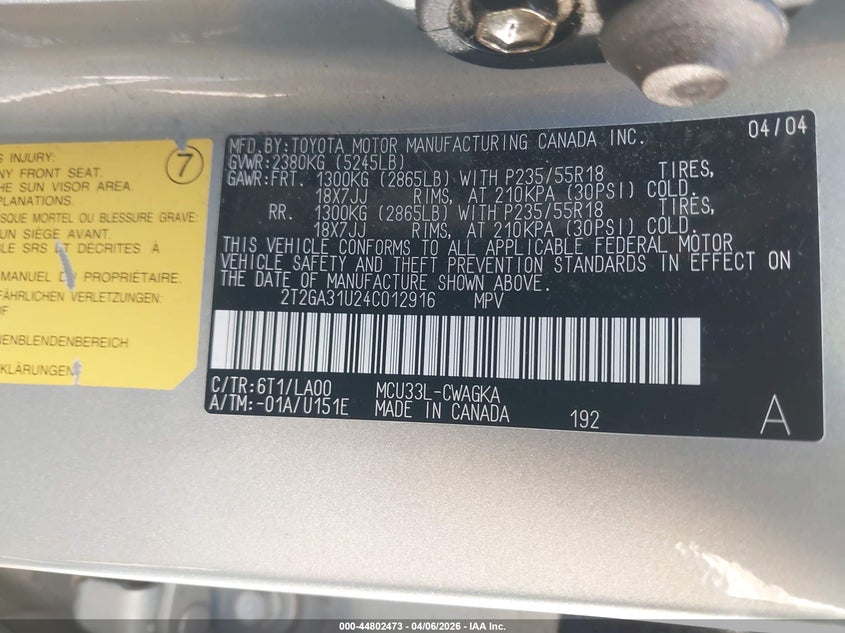 S INJURY:
NY FRONT SEAT.
HE SUN VISOR AREA.
PLANATIONS.
SQUE MORTEL OU BLESSURE GRAVE:
UN SIÈGE AVANT.
BLE SRS ET DÉCRITES À
MANUEL DU PROPRIÉTAIRE.
FÄHRLICHEN VERLETZUNGEN:
NENBLENDENBEREICH
KLÄRUNGEN
7
MFD.BY:TOYOTA MOTOR MANUFACTURING CANADA INC. 04/04
GVWR:2380KG (5245LB)
GAWR:FRT. 1300KG (2865LB) WITH P235/55R18 TIRES,
18X7JJ RIMS, AT 210KPA (30PSI) COLD.
RR. 1300KG (2865LB) WITH P235/55R18 TIRES,
18X7JJ RIMS, AT 210KPA (30PSI) COLD.
THIS VEHICLE CONFORMS TO ALL APPLICABLE FEDERAL MOTOR
VEHICLE SAFETY AND THEFT PREVENTION STANDARDS IN EFFECT ON
THE DATE OF MANUFACTURE SHOWN ABOVE.
2T2GA31U24C012916 MPV
C/TR:6T1/LA00 MCU33L-CWAGKA
A/TM:-01A/U151E MADE IN CANADA 192 A
000-44802473 - 04/06/2026 - IAA Inc.